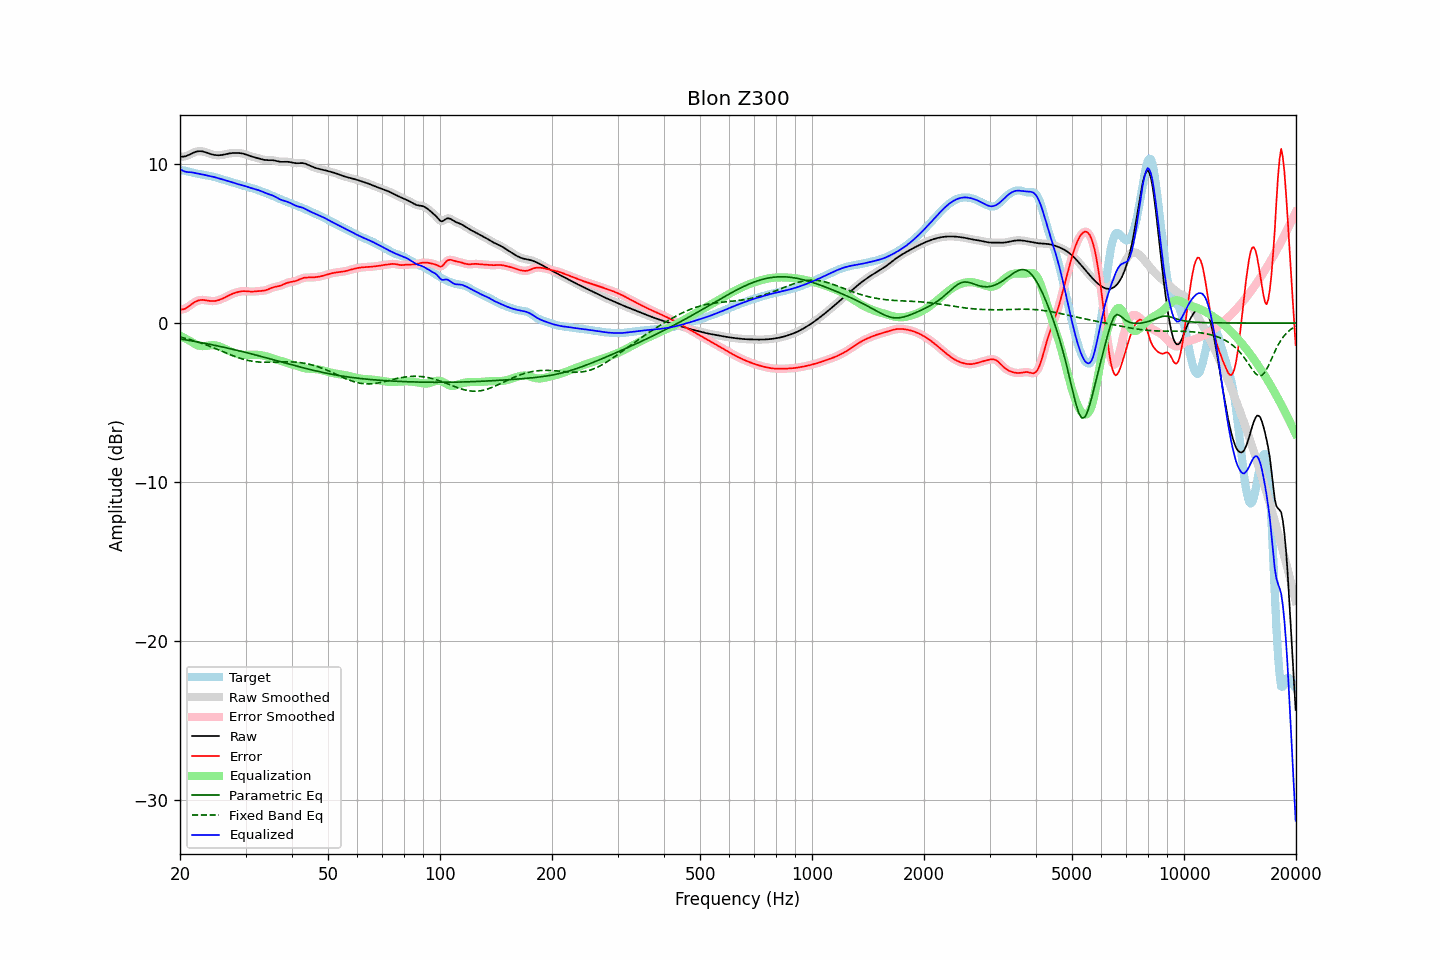 Blon Z300
10
0
−10
−20
−30
Amplitude (dBr)
Target
Raw Smoothed
Error Smoothed
Raw
Error
Equalization
Parametric Eq
Fixed Band Eq
Equalized
20
50
100
200
500
1000
2000
5000
10000
20000
Frequency (Hz)